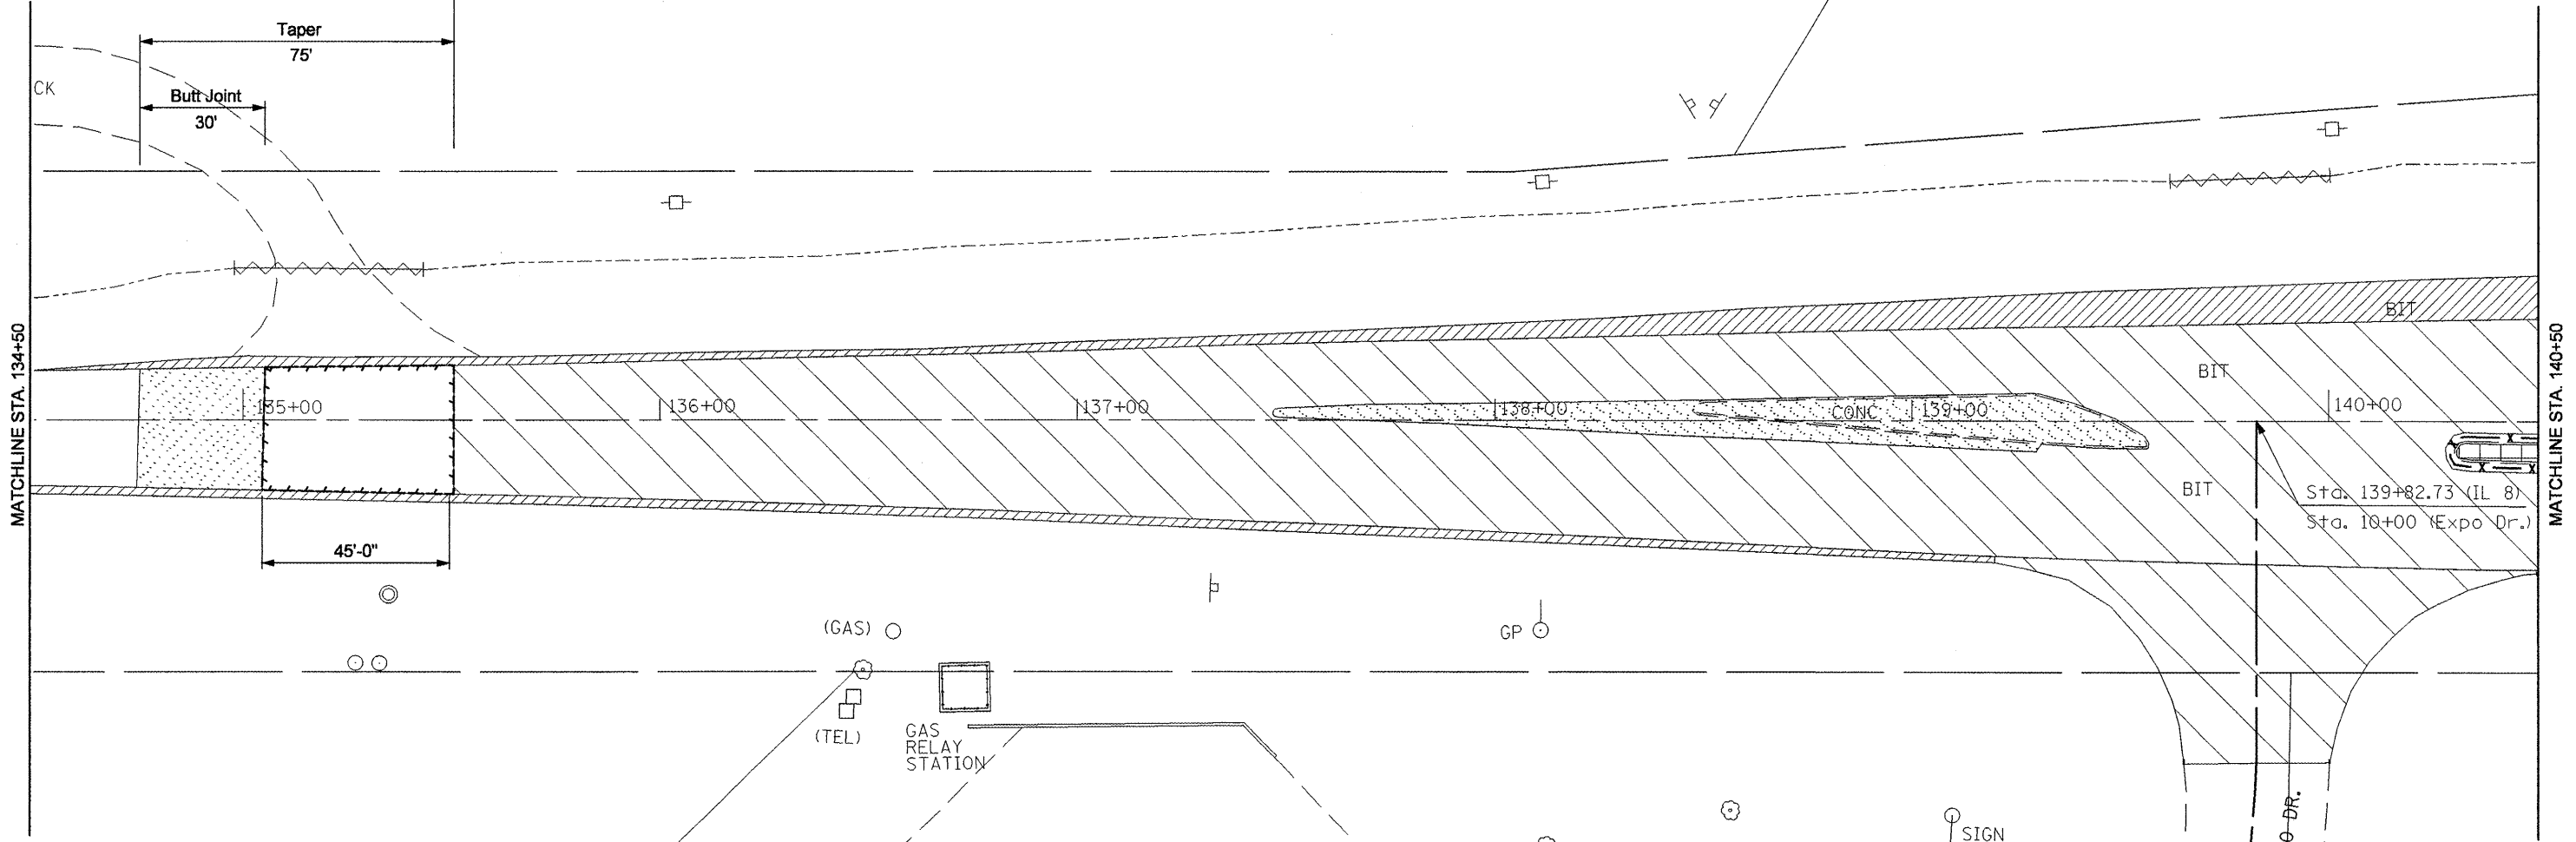 Taper
75'
CK
Butt Joint
30'
MATCHLINE STA. 134+50
135+00
136+00
137+00
138+00
CONC
139+00
140+00
BIT
BIT
BIT
MATCHLINE STA. 140+50
Sta. 139+82.73 (IL 8)
Sta. 10+00 (Expo Dr.)
45'-0"
(GAS)
GP
(TEL)
GAS
RELAY
STATION
SIGN
O DR.